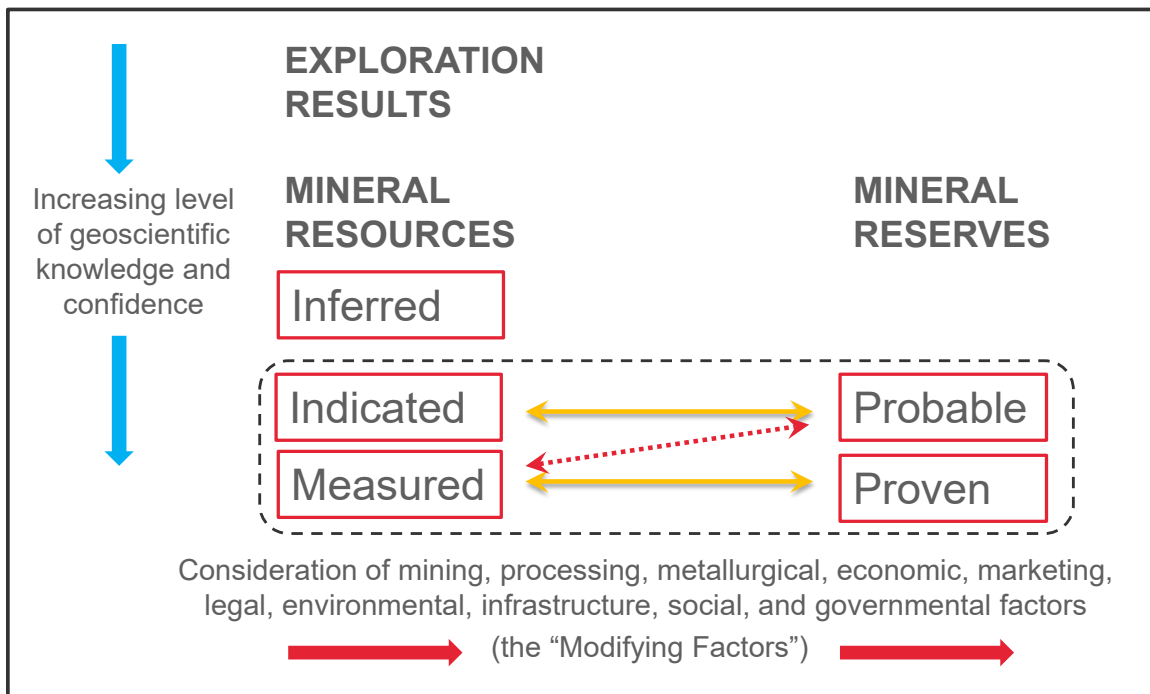 EXPLORATION
RESULTS
Increasing level
of geoscientific
knowledge and
confidence
MINERAL
RESOURCES
MINERAL
RESERVES
Inferred
Indicated
Probable
Measured
Proven
Consideration of mining, processing, metallurgical, economic, marketing,
legal, environmental, infrastructure, social, and governmental factors
(the “Modifying Factors”)